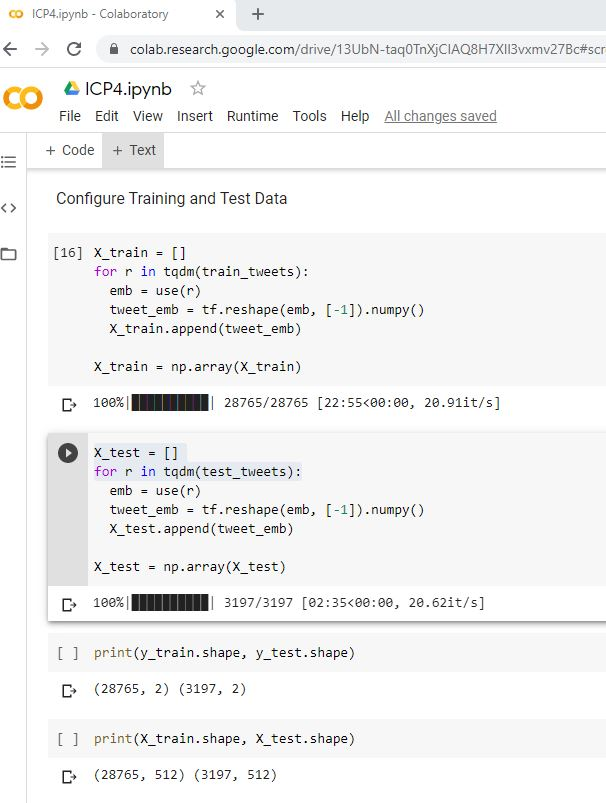 ICP4.ipynb - Colaboratory
colab.research.google.com/drive/13UbN-taq0TnXjCIAQ8H7XII3vxmv27Bc#scr
ICP4.ipynb
File Edit View Insert Runtime Tools Help All changes saved
+ Code + Text
Configure Training and Test Data
[16] X_train = []
for r in tqdm(train_tweets):
emb = use(r)
tweet_emb = tf.reshape(emb, [-1]).numpy()
X_train.append(tweet_emb)
X_train = np.array(X_train)
100%|██████████| 28765/28765 [22:55<00:00, 20.91it/s]
X_test = []
for r in tqdm(test_tweets):
emb = use(r)
tweet_emb = tf.reshape(emb, [-1]).numpy()
X_test.append(tweet_emb)
X_test = np.array(X_test)
100%|██████████| 3197/3197 [02:35<00:00, 20.62it/s]
[ ] print(y_train.shape, y_test.shape)
(28765, 2) (3197, 2)
[ ] print(X_train.shape, X_test.shape)
(28765, 512) (3197, 512)